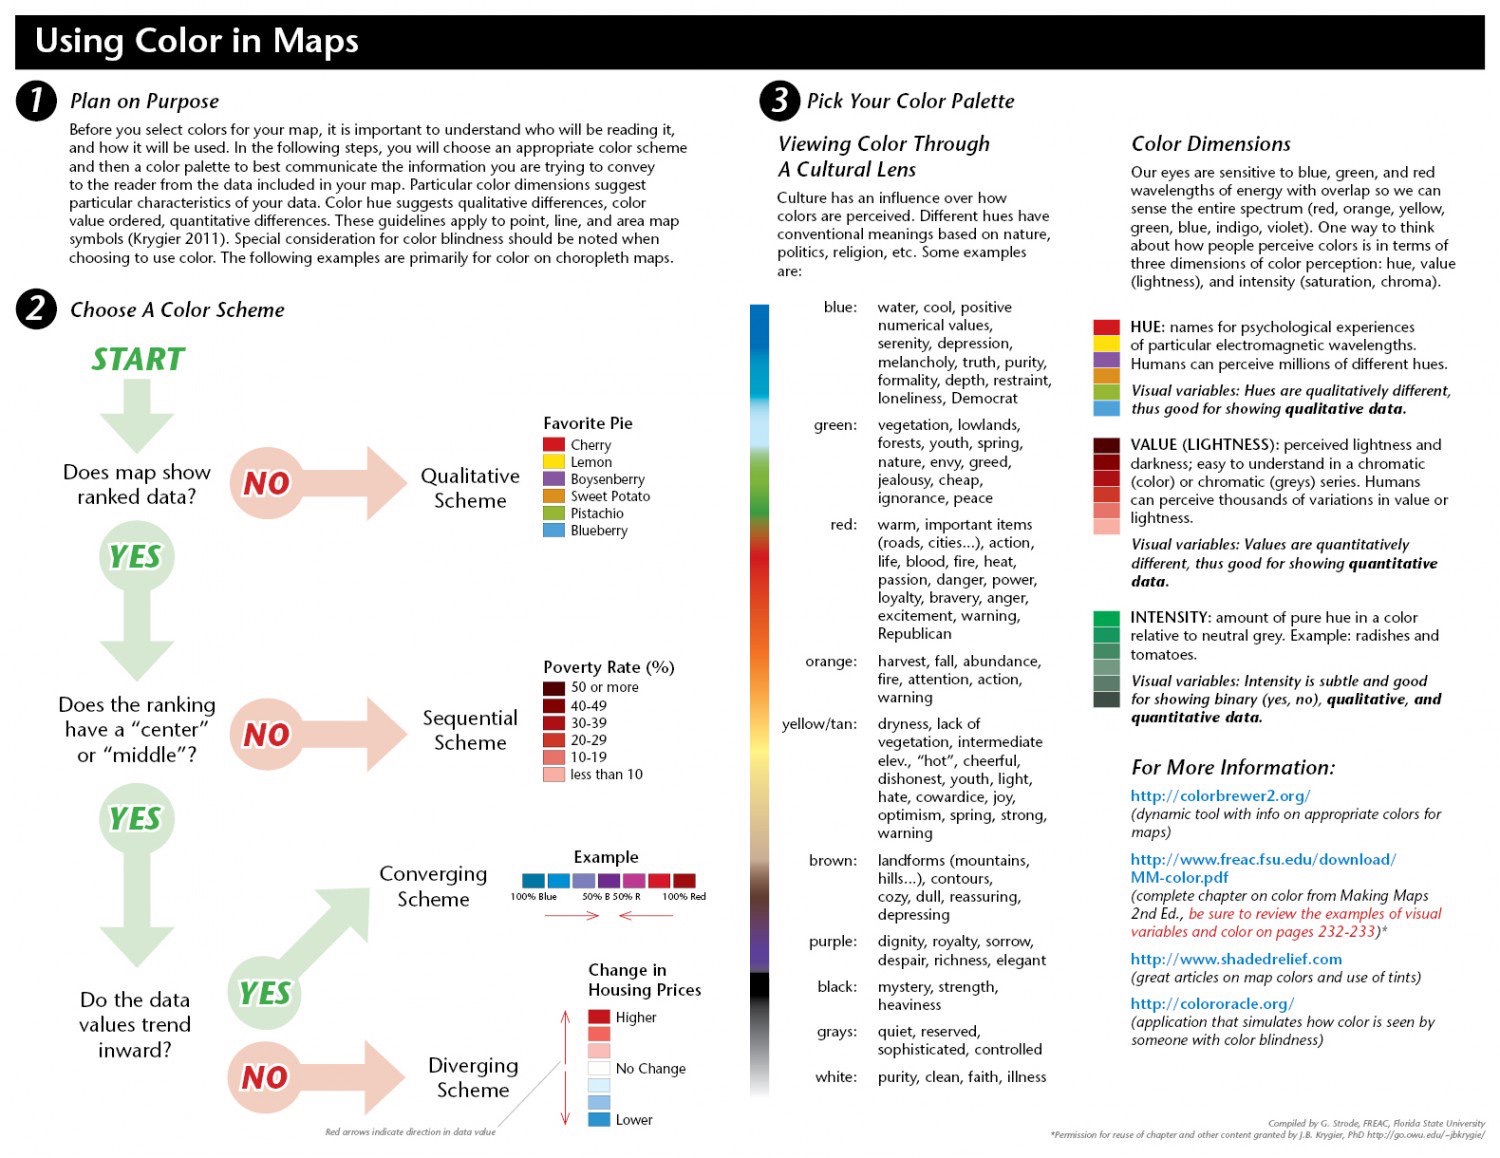 Using Color in Maps
1 Plan on Purpose
Before you select colors for your map, it is important to understand who will be reading it,
and how it will be used. In the following steps, you will choose an appropriate color scheme
and then a color palette to best communicate the information you are trying to convey
to the reader from the data included in your map. Particular color dimensions suggest
particular characteristics of your data. Color hue suggests qualitative differences, color
value ordered, quantitative differences. These guidelines apply to point, line, and area map
symbols (Krygier 2011). Special consideration for color blindness should be noted when
choosing to use color. The following examples are primarily for color on choropleth maps.
2 Choose A Color Scheme
START
Does map show
ranked data?
NO
Qualitative
Scheme
Favorite Pie
Cherry
Lemon
Boysenberry
Sweet Potato
Pistachio
Blueberry
YES
Does the ranking
have a “center”
or “middle”?
NO
Sequential
Scheme
Poverty Rate (%)
50 or more
40-49
30-39
20-29
10-19
less than 10
YES
Do the data
values trend
inward?
YES
Converging
Scheme
Example
100% Blue 50% B 50% R 100% Red
NO
Diverging
Scheme
Change in
Housing Prices
Higher
No Change
Lower
Red arrows indicate direction in data value
3 Pick Your Color Palette
Viewing Color Through
A Cultural Lens
Culture has an influence over how
colors are perceived. Different hues have
conventional meanings based on nature,
politics, religion, etc. Some examples
are:
blue: water, cool, positive
numerical values,
serenity, depression,
melancholy, truth, purity,
formality, depth, restraint,
loneliness, Democrat
green: vegetation, lowlands,
forests, youth, spring,
nature, envy, greed,
jealousy, cheap,
ignorance, peace
red: warm, important items
(roads, cities...), action,
life, blood, fire, heat,
passion, danger, power,
loyalty, bravery, anger,
excitement, warning,
Republican
orange: harvest, fall, abundance,
fire, attention, action,
warning
yellow/tan: dryness, lack of
vegetation, intermediate
elev., “hot”, cheerful,
dishonest, youth, light,
hate, cowardice, joy,
optimism, spring, strong,
warning
brown: landforms (mountains,
hills...), contours,
cozy, dull, reassuring,
depressing
purple: dignity, royalty, sorrow,
despair, richness, elegant
black: mystery, strength,
heaviness
grays: quiet, reserved,
sophisticated, controlled
white: purity, clean, faith, illness
Color Dimensions
Our eyes are sensitive to blue, green, and red
wavelengths of energy with overlap so we can
sense the entire spectrum (red, orange, yellow,
green, blue, indigo, violet). One way to think
about how people perceive colors is in terms of
three dimensions of color perception: hue, value
(lightness), and intensity (saturation, chroma).
HUE: names for psychological experiences
of particular electromagnetic wavelengths.
Humans can perceive millions of different hues.
Visual variables: Hues are qualitatively different,
thus good for showing qualitative data.
VALUE (LIGHTNESS): perceived lightness and
darkness; easy to understand in a chromatic
(color) or chromatic (greys) series. Humans
can perceive thousands of variations in value or
lightness.
Visual variables: Values are quantitatively
different, thus good for showing quantitative
data.
INTENSITY: amount of pure hue in a color
relative to neutral grey. Example: radishes and
tomatoes.
Visual variables: Intensity is subtle and good
for showing binary (yes, no), qualitative, and
quantitative data.
For More Information:
http://colorbrewer2.org/
(dynamic tool with info on appropriate colors for
maps)
http://www.freac.fsu.edu/download/
MM-color.pdf
(complete chapter on color from Making Maps
2nd Ed., be sure to review the examples of visual
variables and color on pages 232-233)*
http://www.shadedrelief.com
(great articles on map colors and use of tints)
http://colororacle.org/
(application that simulates how color is seen by
someone with color blindness)
Compiled by G. Strode, FREAC, Florida State University
*Permission for reuse of chapter and other content granted by J.B. Krygier, PhD http://go.owu.edu/~jbkrygie/